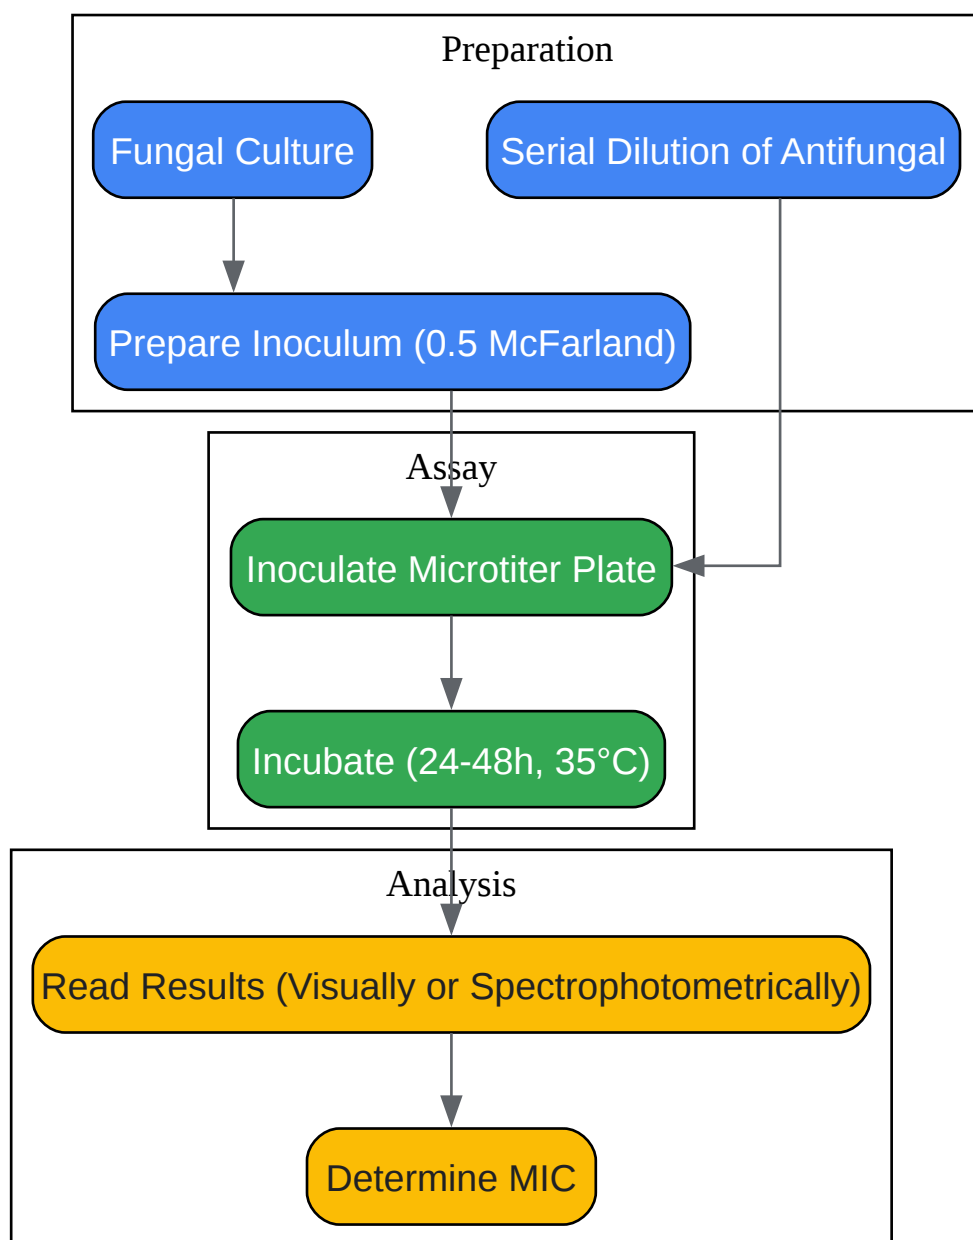 Preparation
Fungal Culture
Serial Dilution of Antifungal
Prepare Inoculum (0.5 McFarland)
Assay
Inoculate Microtiter Plate
Incubate (24-48h, 35°C)
Analysis
Read Results (Visually or Spectrophotometrically)
Determine MIC